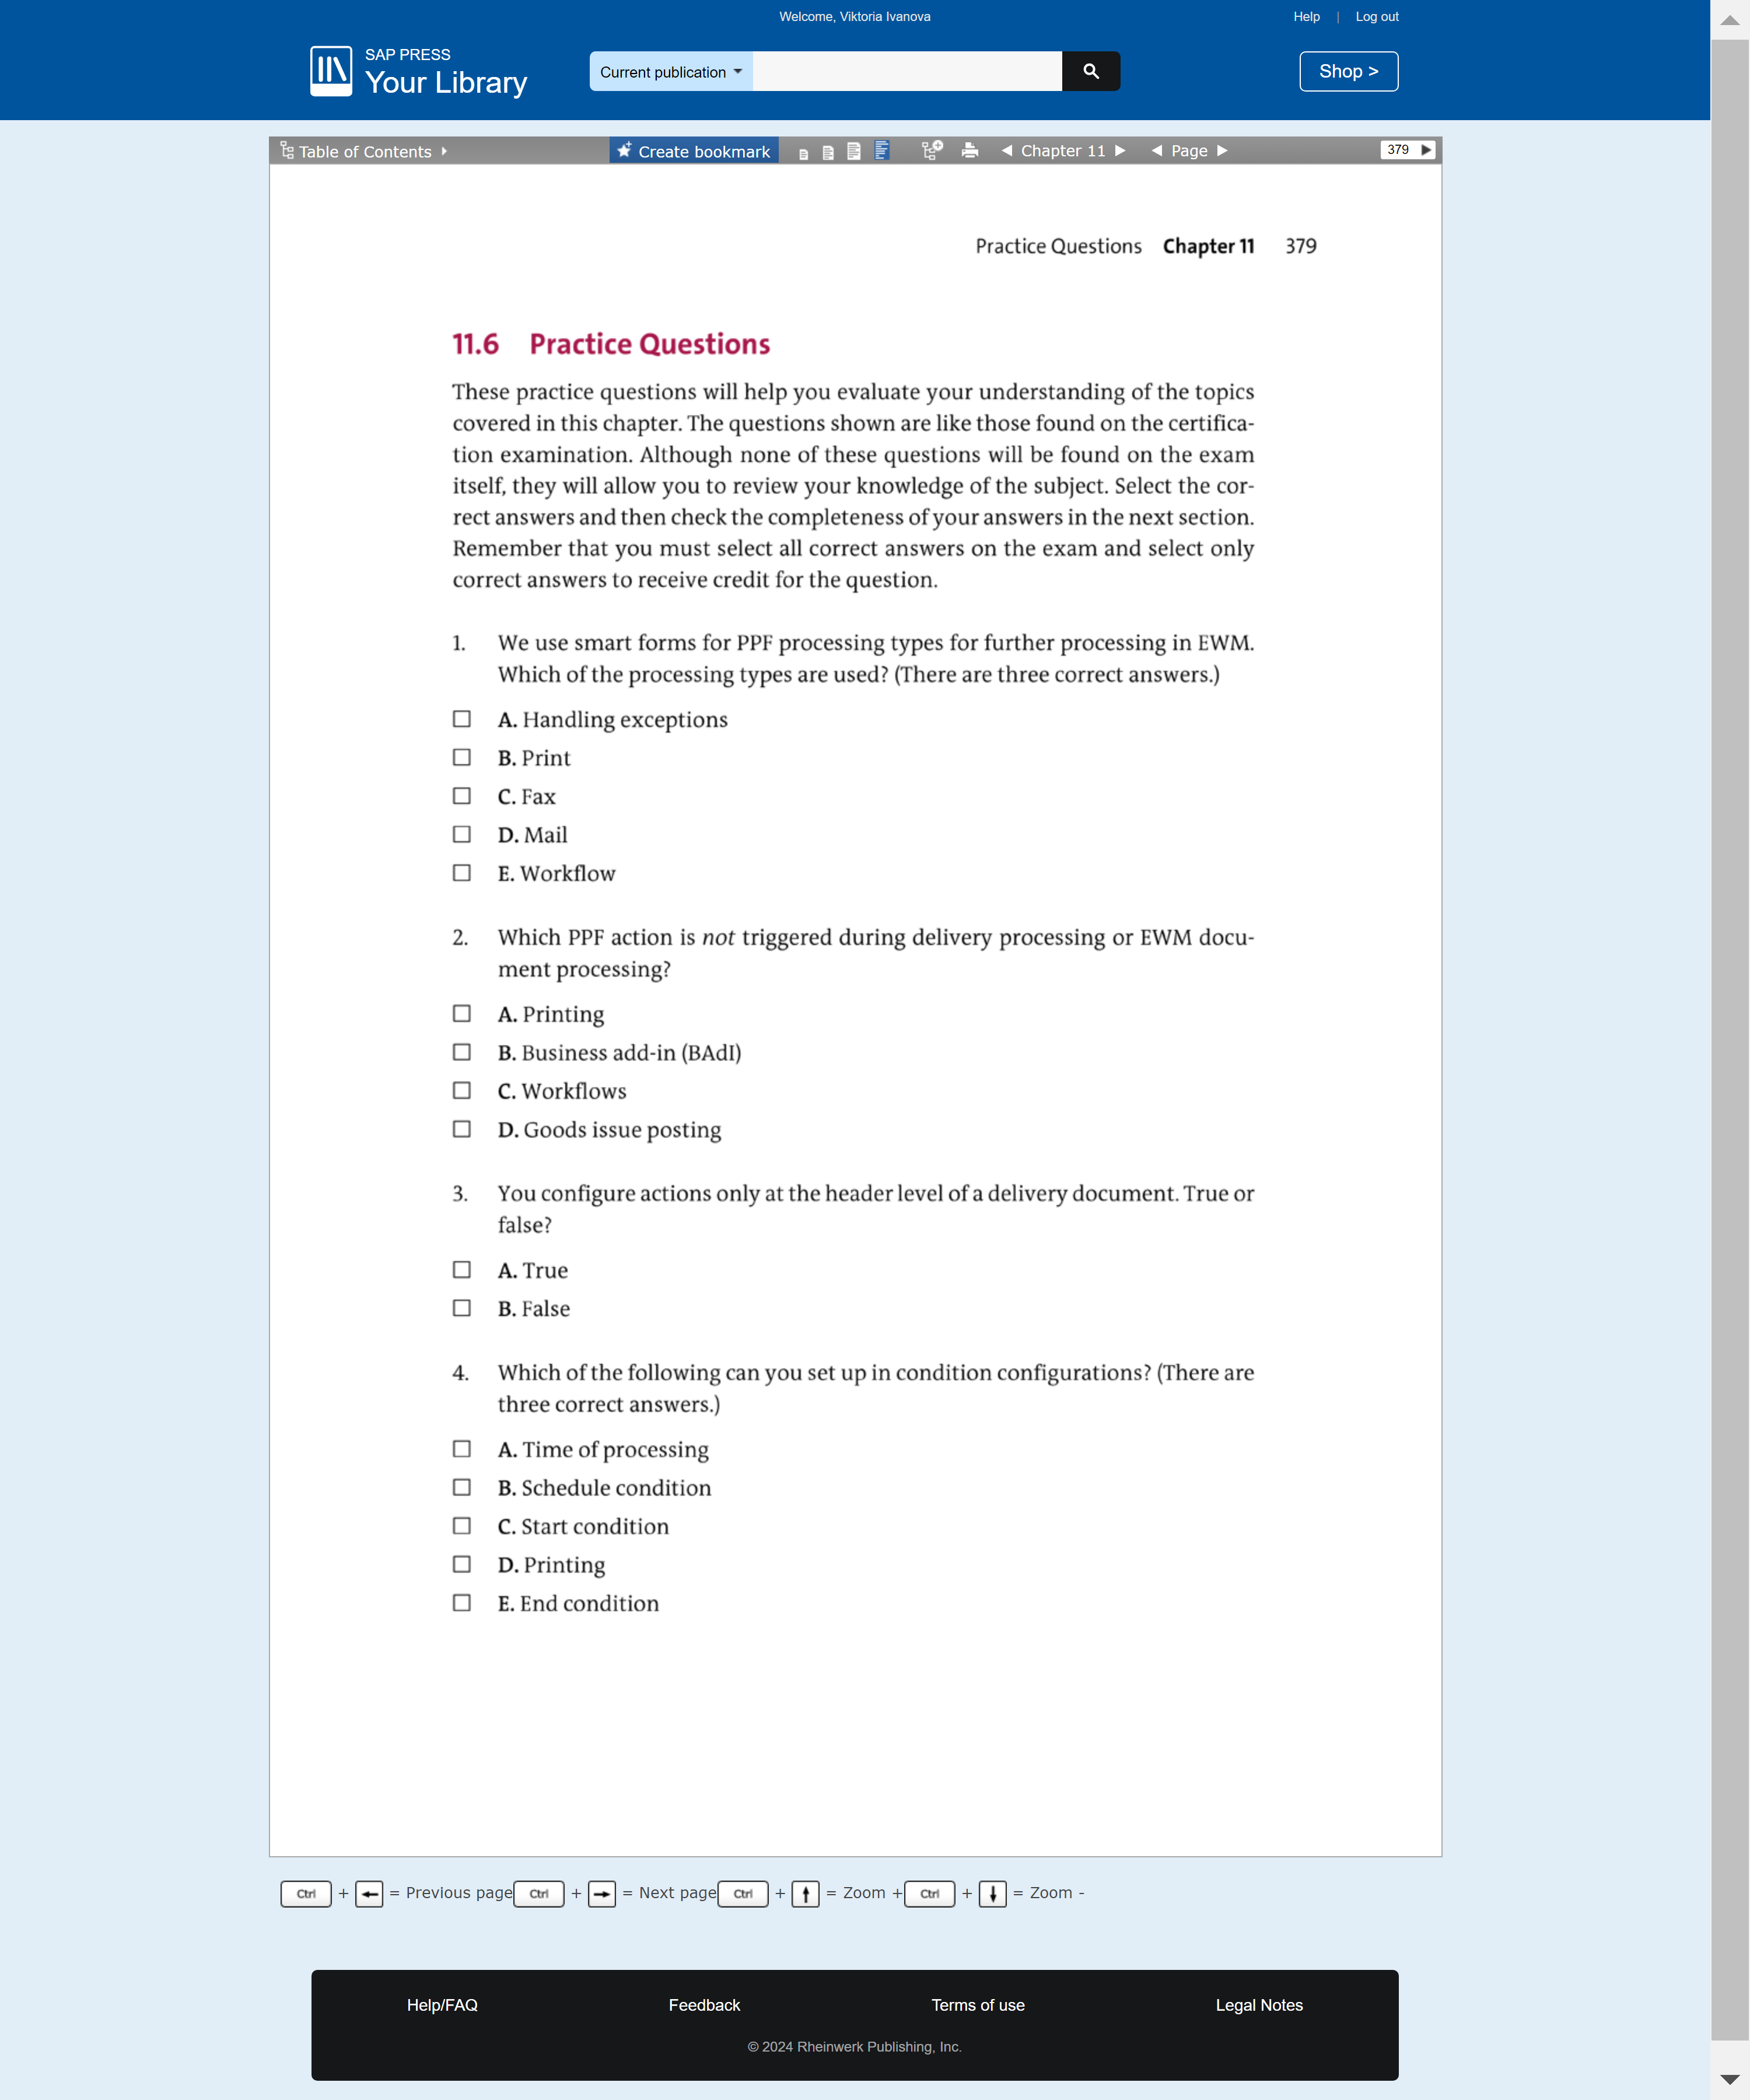 Welcome, Viktoria Ivanova
Help | Log out
SAP PRESS
Your Library
Current publication
Shop >
Table of Contents
Create bookmark
Chapter 11
Page
379
Practice Questions Chapter 11 379
11.6 Practice Questions
These practice questions will help you evaluate your understanding of the topics
covered in this chapter. The questions shown are like those found on the certifica-
tion examination. Although none of these questions will be found on the exam
itself, they will allow you to review your knowledge of the subject. Select the cor-
rect answers and then check the completeness of your answers in the next section.
Remember that you must select all correct answers on the exam and select only
correct answers to receive credit for the question.
1. We use smart forms for PPF processing types for further processing in EWM.
Which of the processing types are used? (There are three correct answers.)
A. Handling exceptions
B. Print
C. Fax
D. Mail
E. Workflow
2. Which PPF action is not triggered during delivery processing or EWM docu-
ment processing?
A. Printing
B. Business add-in (BAdI)
C. Workflows
D. Goods issue posting
3. You configure actions only at the header level of a delivery document. True or
false?
A. True
B. False
4. Which of the following can you set up in condition configurations? (There are
three correct answers.)
A. Time of processing
B. Schedule condition
C. Start condition
D. Printing
E. End condition
Ctrl + ← = Previous page Ctrl + → = Next page Ctrl + ↑ = Zoom + Ctrl + ↓ = Zoom -
Help/FAQ Feedback Terms of use Legal Notes
© 2024 Rheinwerk Publishing, Inc.